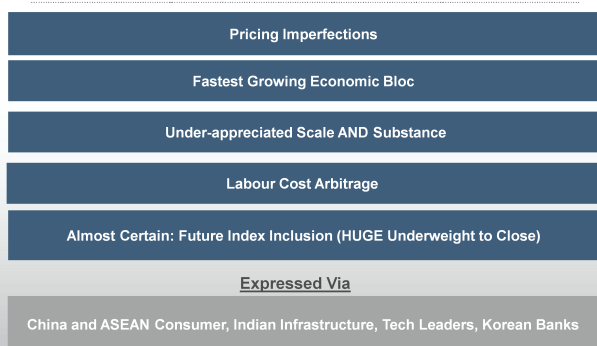 Pricing Imperfections
Fastest Growing Economic Bloc
Under-appreciated Scale AND Substance
Labour Cost Arbitrage
Almost Certain: Future Index Inclusion (HUGE Underweight to Close)
Expressed Via
China and ASEAN Consumer, Indian Infrastructure, Tech Leaders, Korean Banks